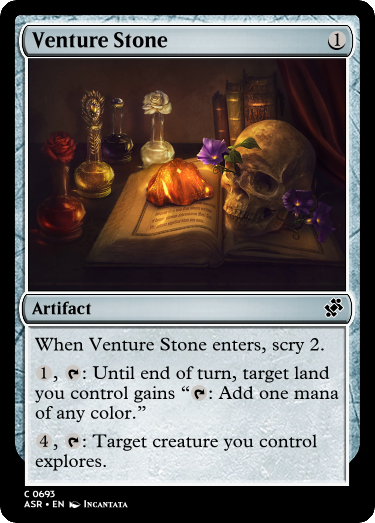 Venture Stone 1
Artifact
When Venture Stone enters, scry 2.
1, : Until end of turn, target land
you control gains “: Add one mana
of any color.”
4, : Target creature you control
explores.
C 0693
ASR • EN Incantata